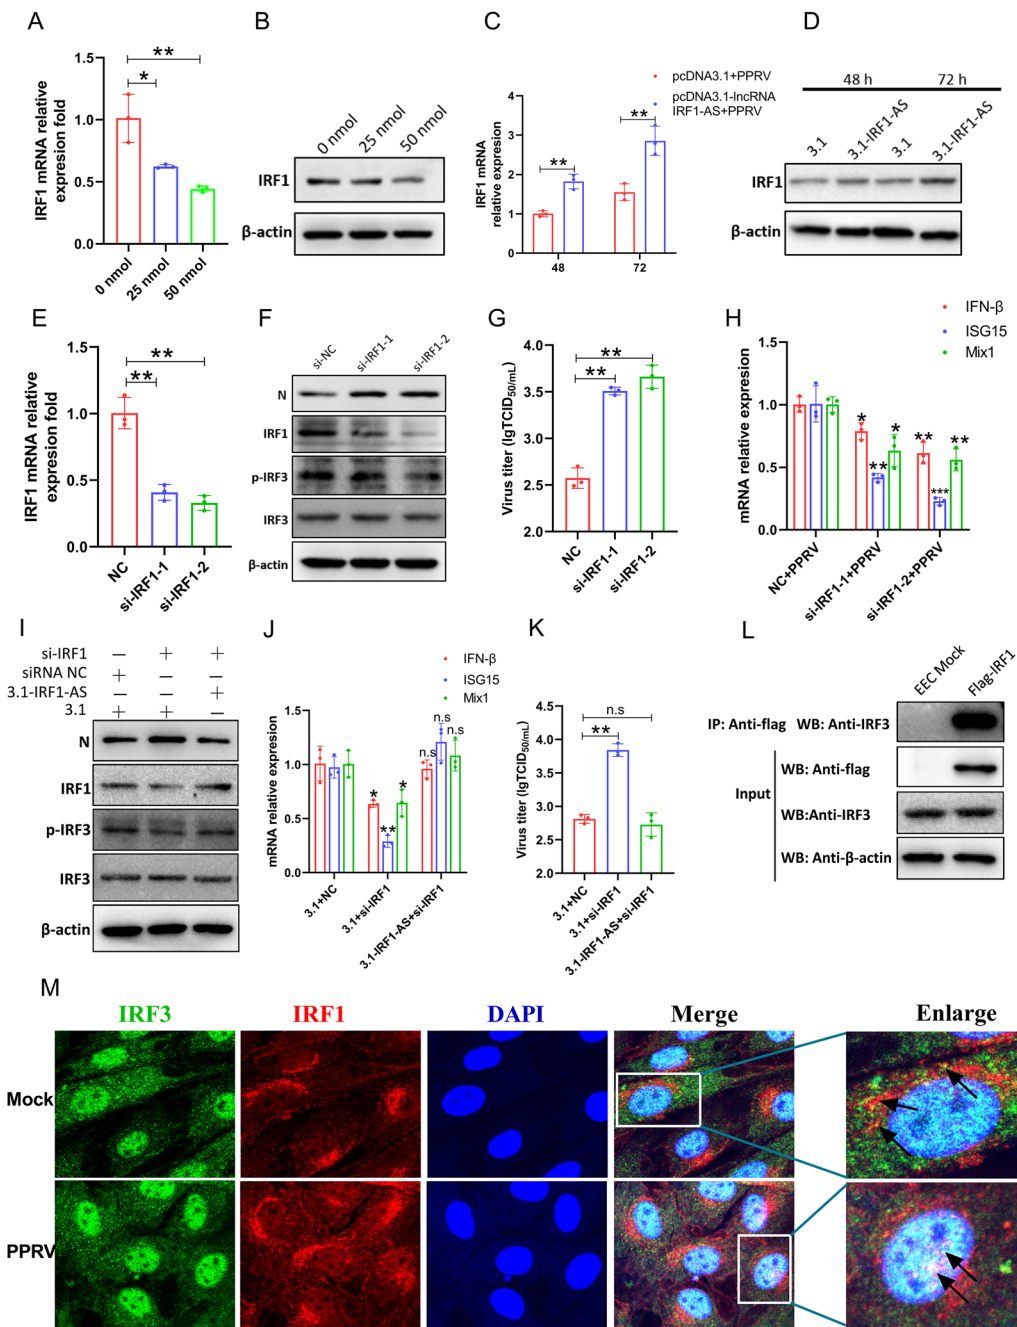 A
IRF1 mRNA relative
experession fold
1.5
1.0
0.5
0.0
**
*
0 nmol
25 nmol
50 nmol
B
0 nmol
25 nmol
50 nmol
IRF1
β-actin
C
pcDNA3.1+PPRV
pcDNA3.1-lncRNA
IRF1-AS+PPRV
IRF1 mRNA
relative experession
4
3
2
1
0
**
**
48
72
D
48 h
72 h
3.1
3.1-IRF1-AS
3.1
3.1-IRF1-AS
IRF1
β-actin
E
IRF1 mRNA relative
experession fold
1.5
1.0
0.5
0.0
**
**
NC
si-IRF1-1
si-IRF1-2
F
si-NC
si-IRF1-1
si-IRF1-2
N
IRF1
p-IRF3
IRF3
β-actin
G
Virus titer (lgTCID50/mL)
4.0
3.5
3.0
2.5
2.0
**
**
NC
si-IRF1-1
si-IRF1-2
H
IFN-β
ISG15
Mix1
mRNA relative expression
1.5
1.0
0.5
0.0
*
**
*
**
***
**
NC+PPRV
si-IRF1-1+PPRV
si-IRF1-2+PPRV
I
si-IRF1 — + +
siRNA NC + — —
3.1-IRF1-AS — — +
3.1 + + —
N
IRF1
p-IRF3
IRF3
β-actin
J
IFN-β
ISG15
Mix1
mRNA relative expression
1.5
1.0
0.5
0.0
*
**
*
n.s
n.s
n.s
3.1+NC
3.1+si-IRF1
3.1-IRF1-AS+si-IRF1
K
Virus titer (lgTCID50/mL)
4.5
4.0
3.5
3.0
2.5
2.0
n.s
**
3.1+NC
3.1+si-IRF1
3.1-IRF1-AS+si-IRF1
L
EEC Mock
Flag-IRF1
IP: Anti-flag WB: Anti-IRF3
Input
WB: Anti-flag
WB:Anti-IRF3
WB: Anti-β-actin
M
IRF3 IRF1 DAPI Merge Enlarge
Mock
PPRV